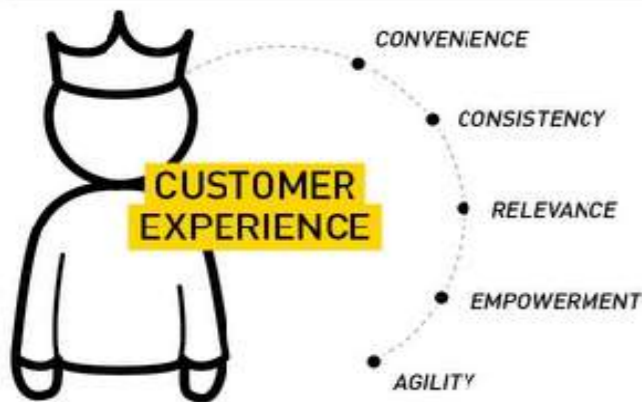 CONVENIENCE
CONSISTENCY
CUSTOMER
EXPERIENCE
RELEVANCE
EMPOWERMENT
AGILITY